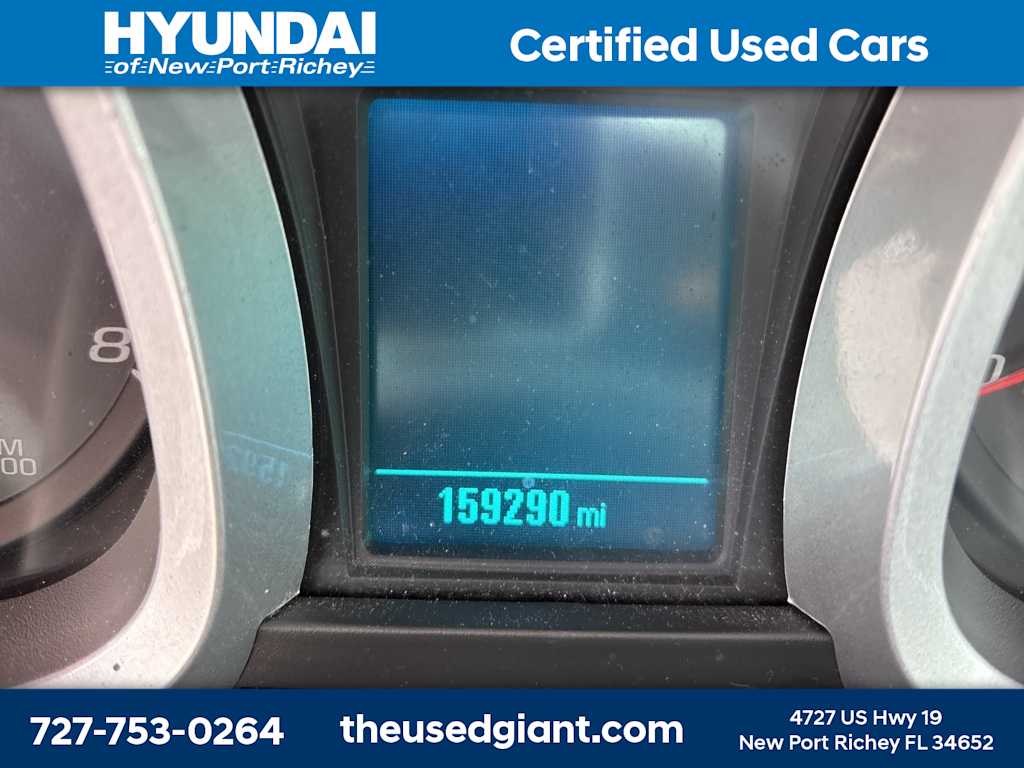 HYUNDAI
of New Port Richey
Certified Used Cars
8
159290 mi
727-753-0264
theusedgiant.com
4727 US Hwy 19
New Port Richey FL 34652